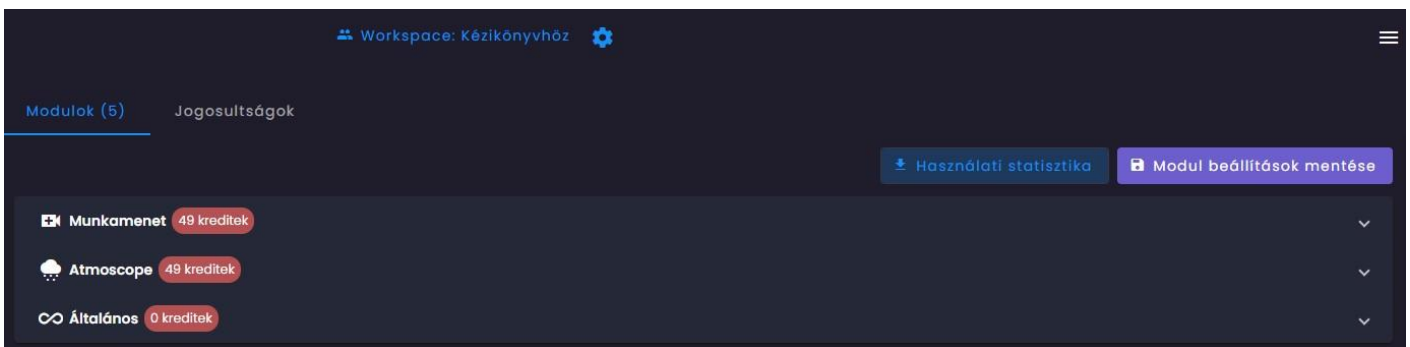 Workspace: Kézikönyvhöz
Modulok (5) Jogosultságok
Használati statisztika Modul beállítások mentése
Munkamenet 49 kreditek
Atmoscope 49 kreditek
Általános 0 kreditek